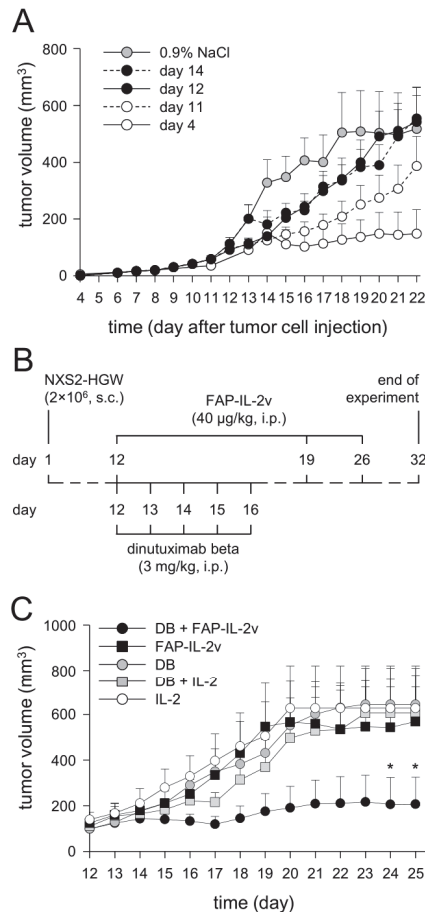 A
800
600
400
200
0
tumor volume (mm³)
0.9% NaCl
day 14
day 12
day 11
day 4
4 5 6 7 8 9 10 11 12 13 14 15 16 17 18 19 20 21 22
time (day after tumor cell injection)
B
NXS2-HGW
(2×10⁶, s.c.)
FAP-IL-2v
(40 µg/kg, i.p.)
end of
experiment
day 1 12 19 26 32
day 12 13 14 15 16
dinutuximab beta
(3 mg/kg, i.p.)
C
1000
800
600
400
200
0
tumor volume (mm³)
DB + FAP-IL-2v
FAP-IL-2v
DB
DB + IL-2
IL-2
* *
12 13 14 15 16 17 18 19 20 21 22 23 24 25
time (day)